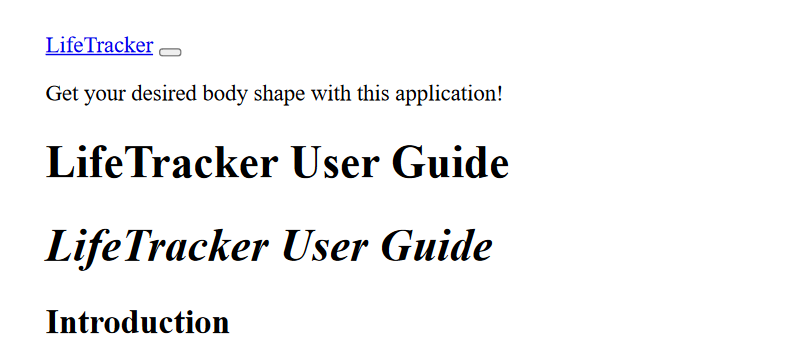 LifeTracker
Get your desired body shape with this application!
LifeTracker User Guide
LifeTracker User Guide
Introduction